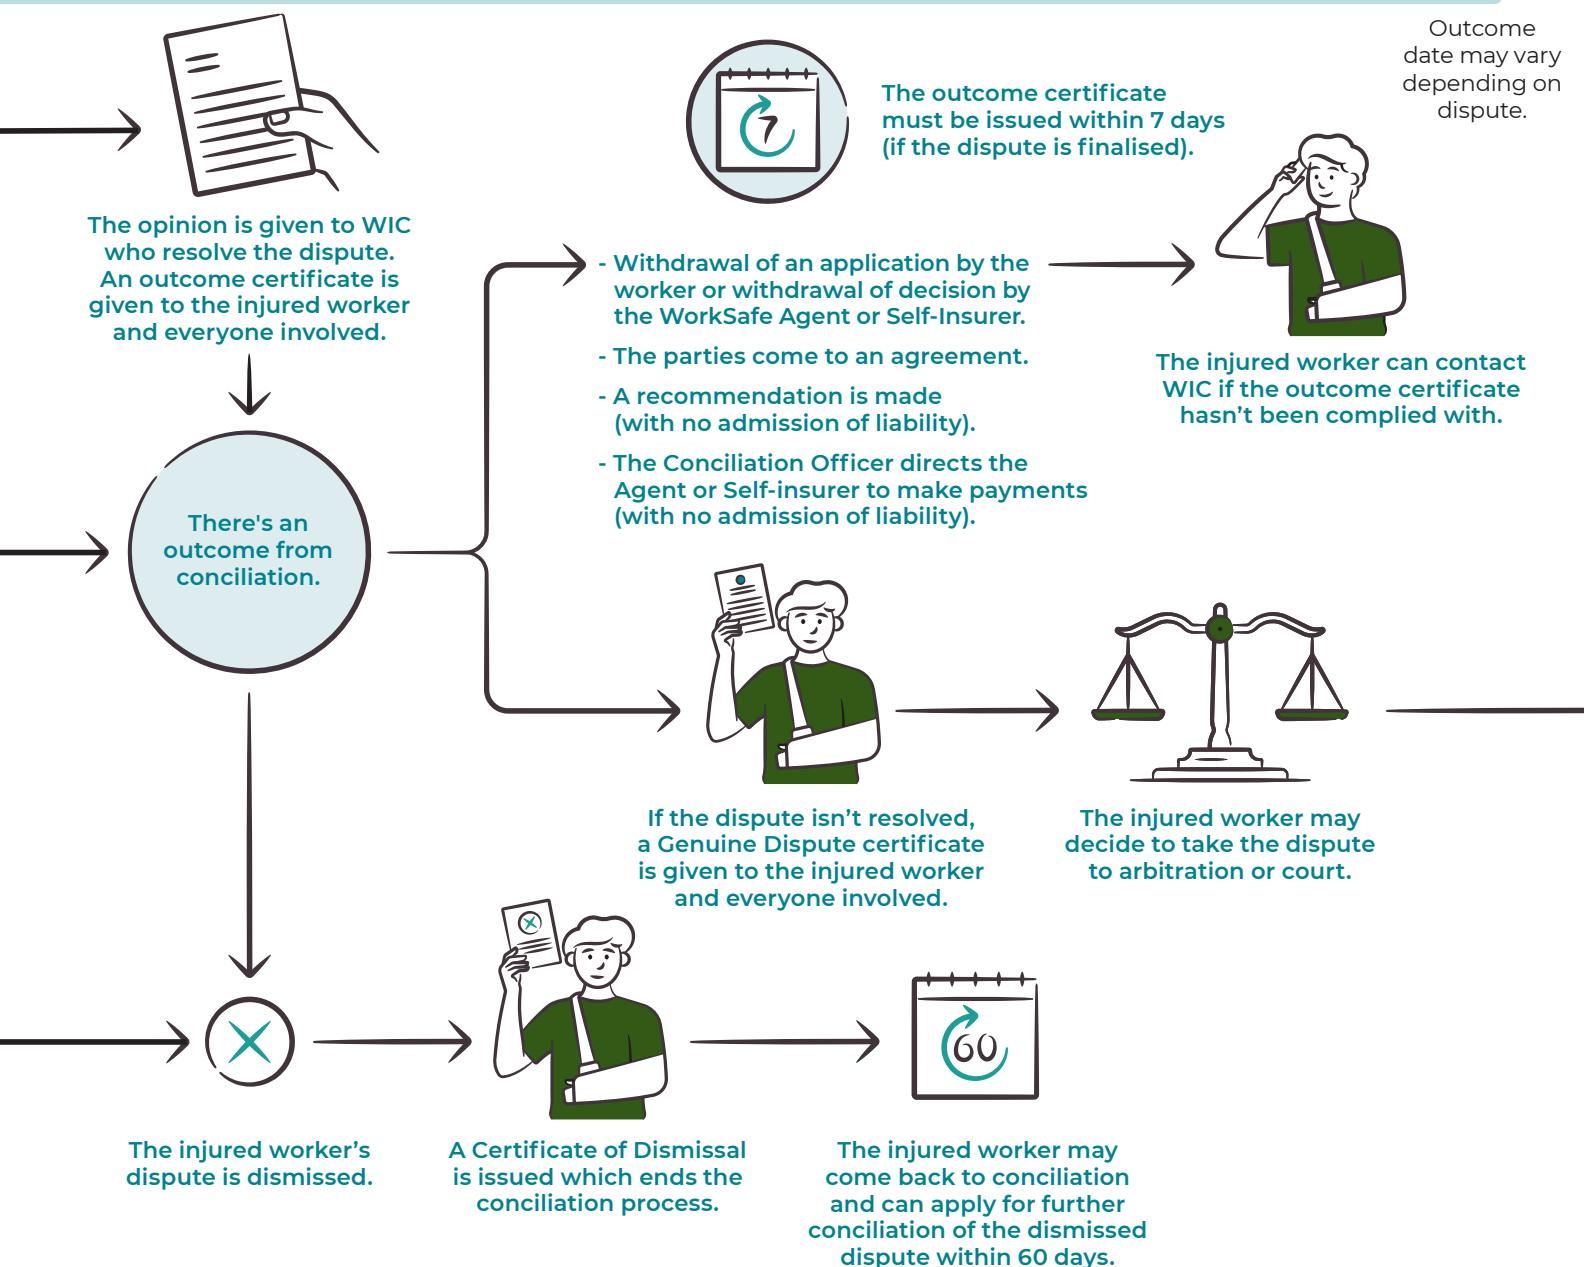 Outcome
date may vary
depending on
dispute.
7
The outcome certificate
must be issued within 7 days
(if the dispute is finalised).
The opinion is given to WIC
who resolve the dispute.
An outcome certificate is
given to the injured worker
and everyone involved.
- Withdrawal of an application by the
worker or withdrawal of decision by
the WorkSafe Agent or Self-Insurer.
- The parties come to an agreement.
- A recommendation is made
(with no admission of liability).
- The Conciliation Officer directs the
Agent or Self-insurer to make payments
(with no admission of liability).
The injured worker can contact
WIC if the outcome certificate
hasn’t been complied with.
There's an
outcome from
conciliation.
If the dispute isn’t resolved,
a Genuine Dispute certificate
is given to the injured worker
and everyone involved.
The injured worker may
decide to take the dispute
to arbitration or court.
60
The injured worker’s
dispute is dismissed.
A Certificate of Dismissal
is issued which ends the
conciliation process.
The injured worker may
come back to conciliation
and can apply for further
conciliation of the dismissed
dispute within 60 days.